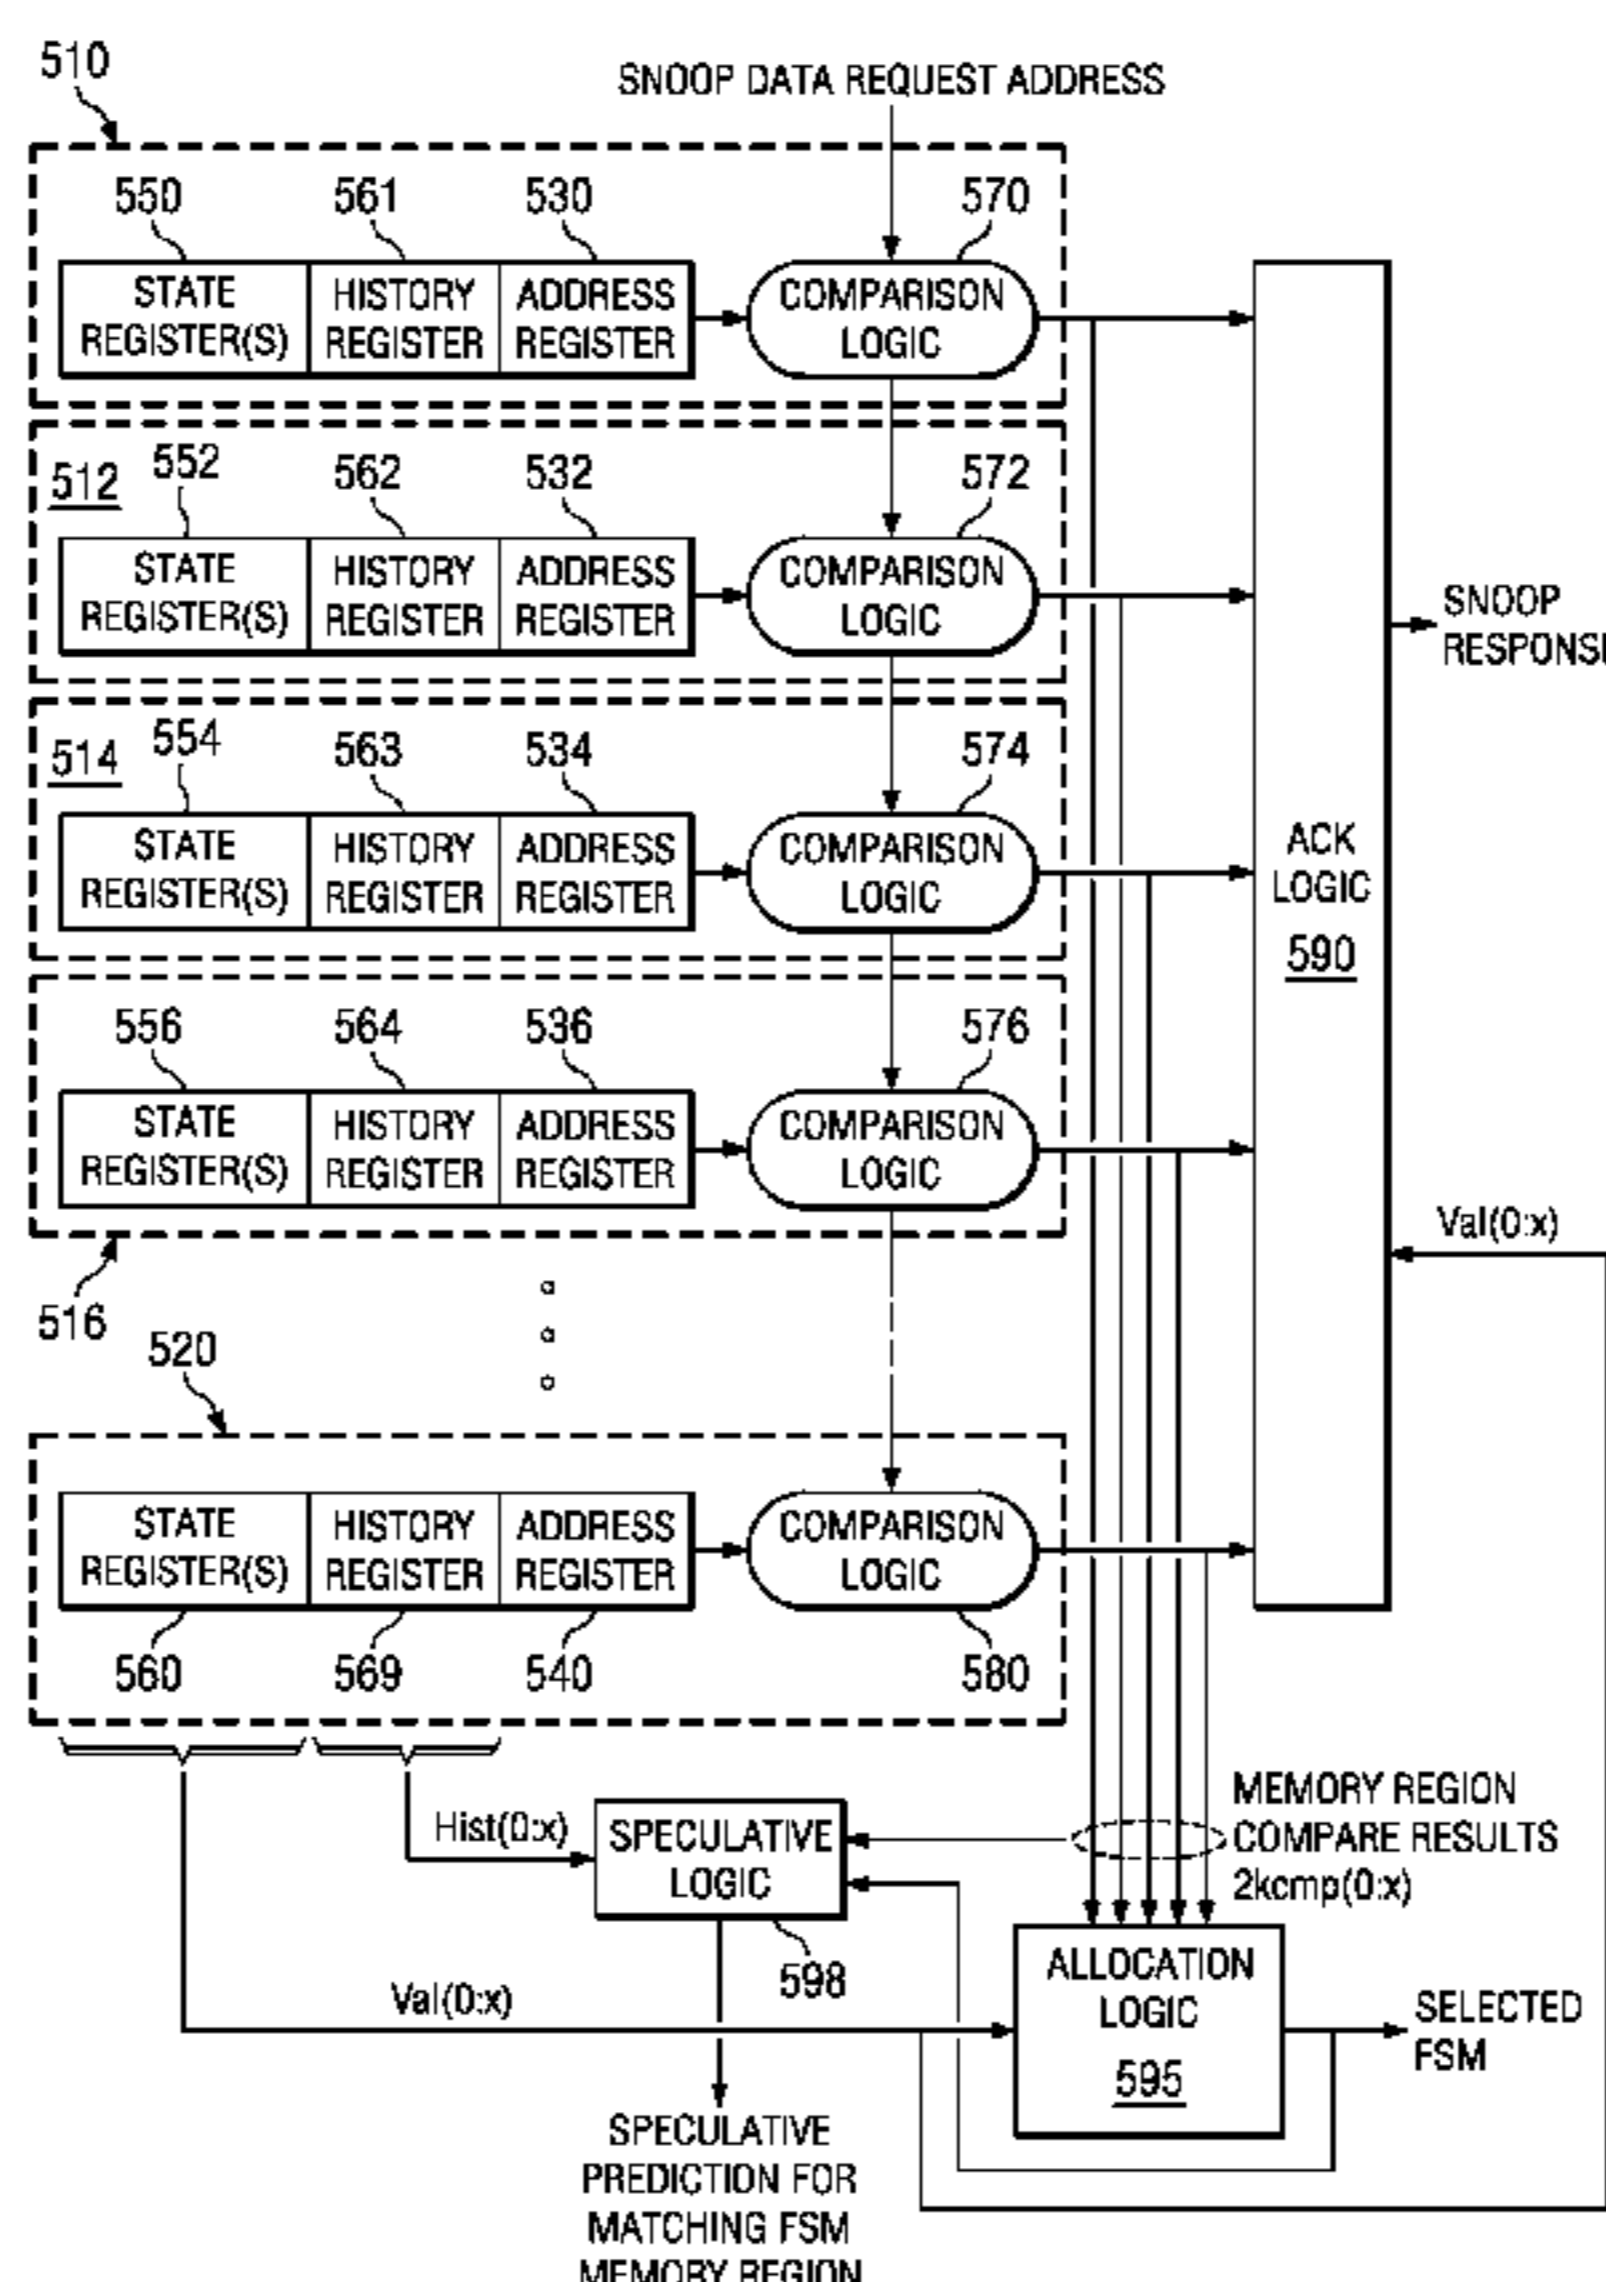 510
SNOOP DATA REQUEST ADDRESS
550
561
530
570
STATE
REGISTER(S)
HISTORY
REGISTER
ADDRESS
REGISTER
COMPARISON
LOGIC
512
552
562
532
572
STATE
REGISTER(S)
HISTORY
REGISTER
ADDRESS
REGISTER
COMPARISON
LOGIC
SNOOP
RESPONSE
514
554
563
534
574
STATE
REGISTER(S)
HISTORY
REGISTER
ADDRESS
REGISTER
COMPARISON
LOGIC
ACK
LOGIC
590
556
564
536
576
STATE
REGISTER(S)
HISTORY
REGISTER
ADDRESS
REGISTER
COMPARISON
LOGIC
Val(0:x)
516
520
STATE
REGISTER(S)
HISTORY
REGISTER
ADDRESS
REGISTER
COMPARISON
LOGIC
560
569
540
580
Hist(0:x)
SPECULATIVE
LOGIC
598
MEMORY REGION
COMPARE RESULTS
2kcmp(0:x)
Val(0:x)
ALLOCATION
LOGIC
595
SELECTED
FSM
SPECULATIVE
PREDICTION FOR
MATCHING FSM
MEMORY REGION